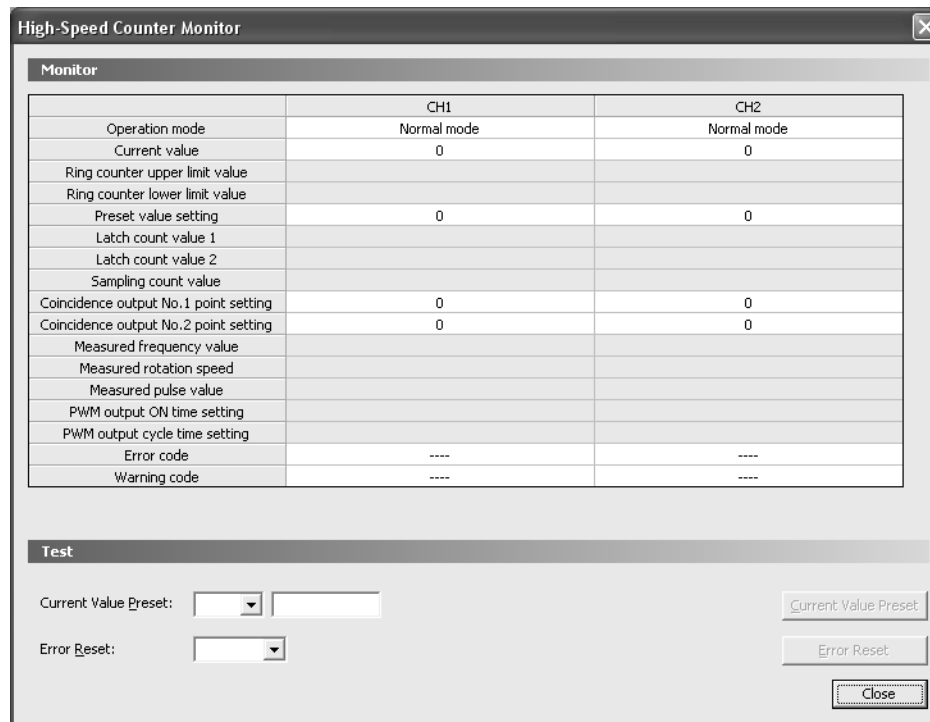 High-Speed Counter Monitor
Monitor
CH1 CH2
Operation mode Normal mode Normal mode
Current value 0 0
Ring counter upper limit value
Ring counter lower limit value
Preset value setting 0 0
Latch count value 1
Latch count value 2
Sampling count value
Coincidence output No.1 point setting 0 0
Coincidence output No.2 point setting 0 0
Measured frequency value
Measured rotation speed
Measured pulse value
PWM output ON time setting
PWM output cycle time setting
Error code ---- ----
Warning code ---- ----
Test
Current Value Preset: Current Value Preset
Error Reset: Error Reset
Close